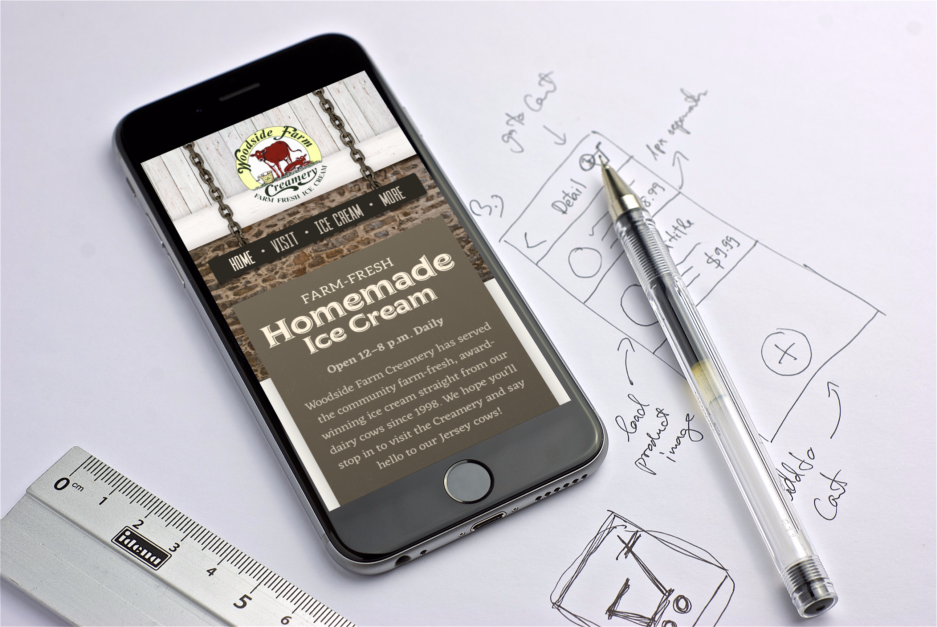 Woodside Farm
Creamery
FARM FRESH ICE CREAM
HOME • VISIT • ICE CREAM • MORE
FARM-FRESH
Homemade
Ice Cream
Open 12–8 p.m. Daily
Woodside Farm Creamery has served
the community farm-fresh, award-
winning ice cream straight from our
dairy cows since 1998. We hope you'll
stop in to visit the Creamery and say
hello to our Jersey cows!
go to Cart
3.)
Detail
title
$9.99
load
product
image
add to
Cart
0 cm 1 2 3 4 5 6
idena